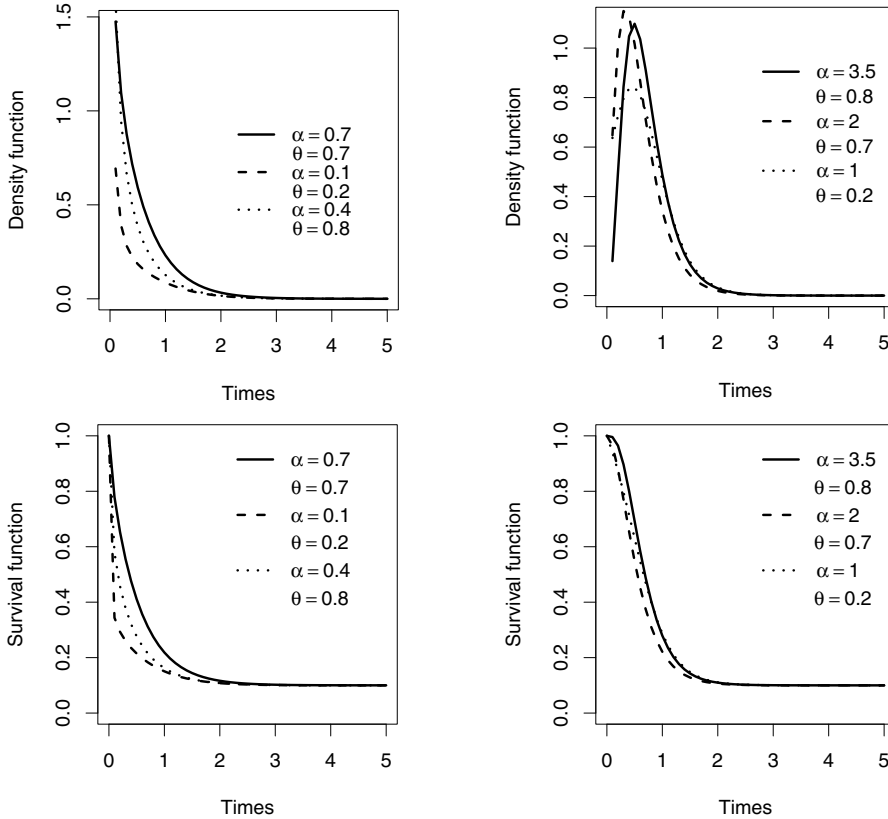 Density function
1.5
1.0
0.5
0.0
α = 0.7
θ = 0.7
α = 0.1
θ = 0.2
α = 0.4
θ = 0.8
0 1 2 3 4 5
Times
Density function
1.0
0.8
0.6
0.4
0.2
0.0
α = 3.5
θ = 0.8
α = 2
θ = 0.7
α = 1
θ = 0.2
0 1 2 3 4 5
Times
Survival function
1.0
0.8
0.6
0.4
0.2
0.0
α = 0.7
θ = 0.7
α = 0.1
θ = 0.2
α = 0.4
θ = 0.8
0 1 2 3 4 5
Times
Survival function
1.0
0.8
0.6
0.4
0.2
0.0
α = 3.5
θ = 0.8
α = 2
θ = 0.7
α = 1
θ = 0.2
0 1 2 3 4 5
Times